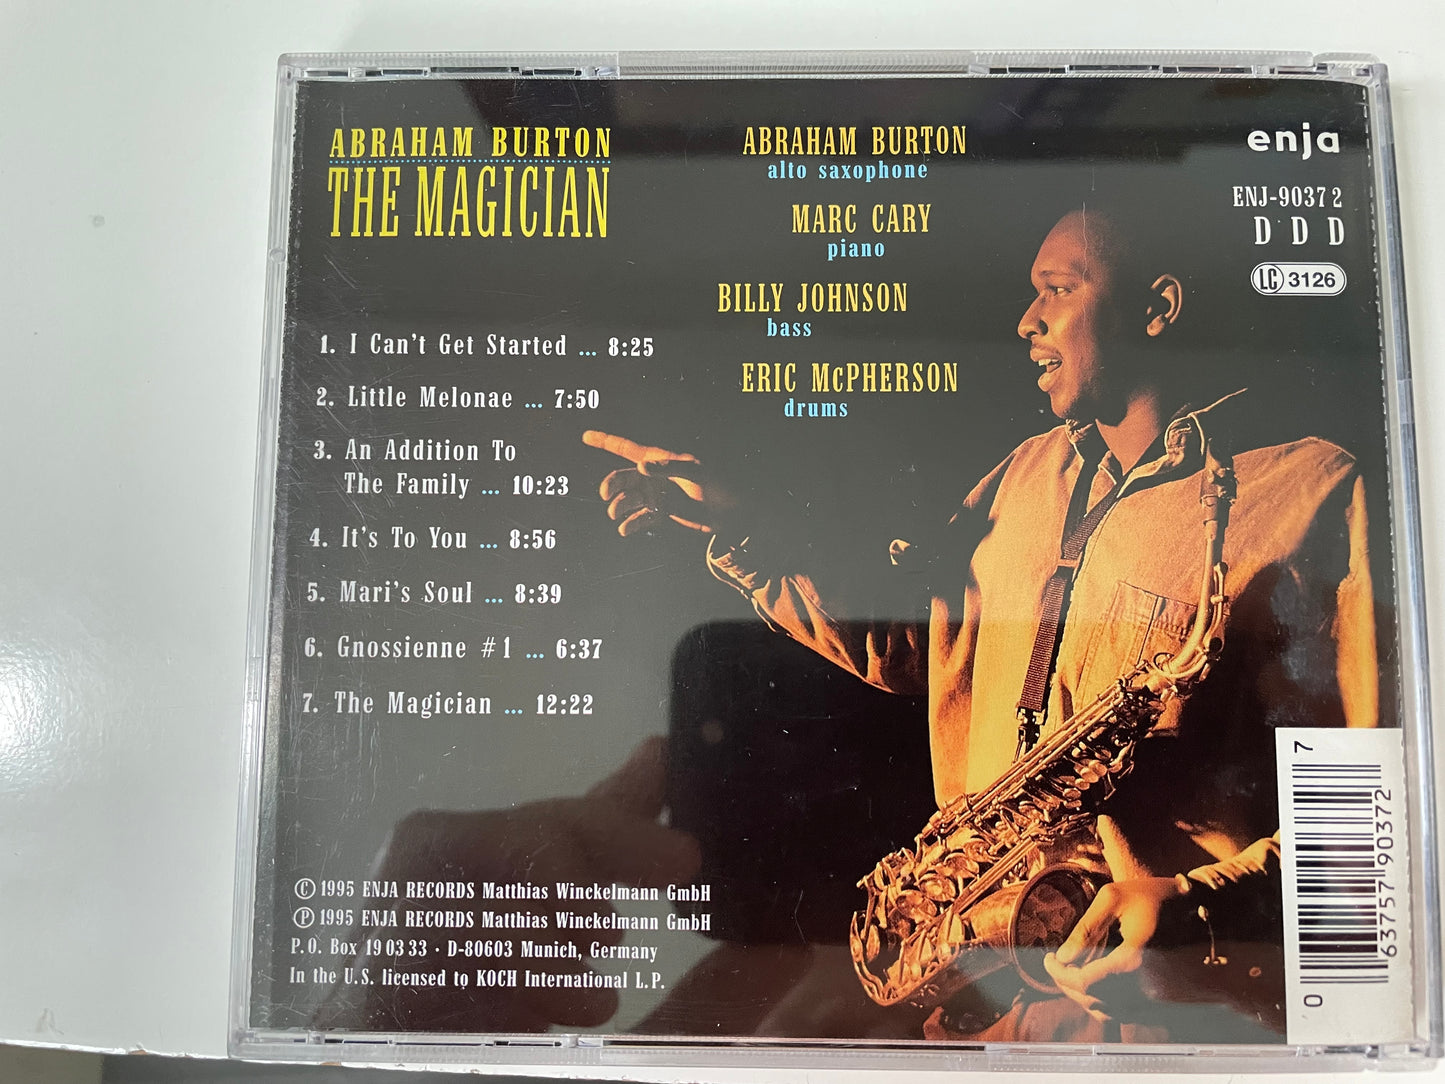 ABRAHAM BURTON
THE MAGICIAN
1. I Can't Get Started ... 8:25
2. Little Melonae ... 7:50
3. An Addition To
The Family ... 10:23
4. It's To You ... 8:56
5. Mari's Soul ... 8:39
6. Gnossienne #1 ... 6:37
7. The Magician ... 12:22
ABRAHAM BURTON
alto saxophone
MARC CARY
piano
BILLY JOHNSON
bass
ERIC McPHERSON
drums
enja
ENJ-9037 2
D D D
LC 3126
© 1995 ENJA RECORDS Matthias Winckelmann GmbH
℗ 1995 ENJA RECORDS Matthias Winckelmann GmbH
P.O. Box 19 03 33 · D-80603 Munich, Germany
In the U.S. licensed to KOCH International L.P.
0 63757 90372 7